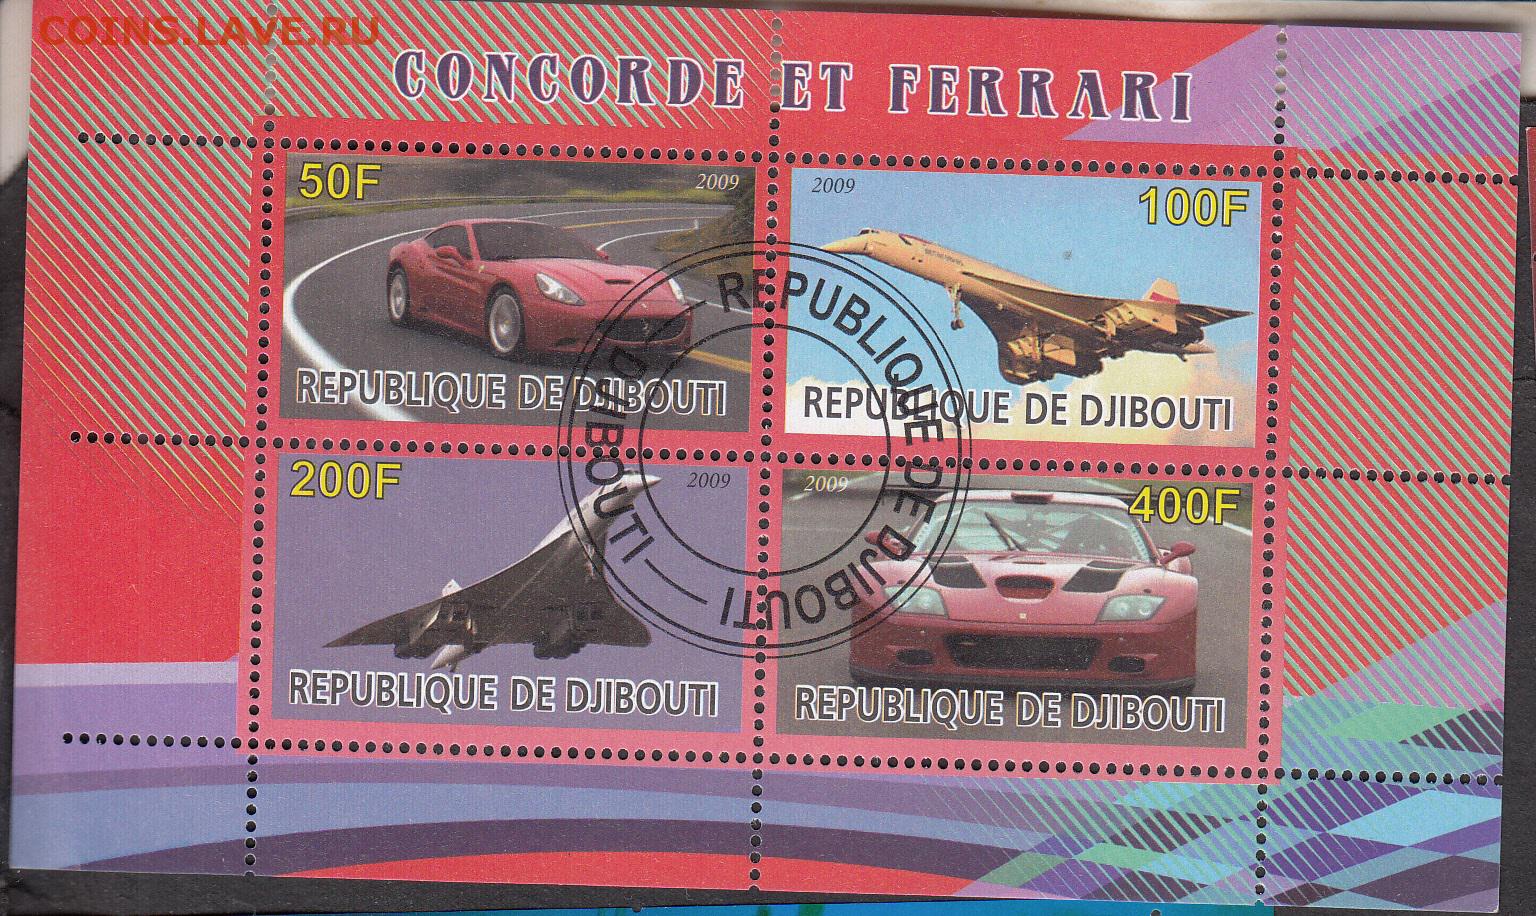 COINS.LAVE.RU
CONCORDE ET FERRARI
50F
2009
REPUBLIQUE DE DJIBOUTI
2009
100F
REPUBLIQUE DE DJIBOUTI
200F
2009
REPUBLIQUE DE DJIBOUTI
2009
400F
REPUBLIQUE DE DJIBOUTI
REPUBLIQUE DE DJIBOUTI
DJIBOUTI